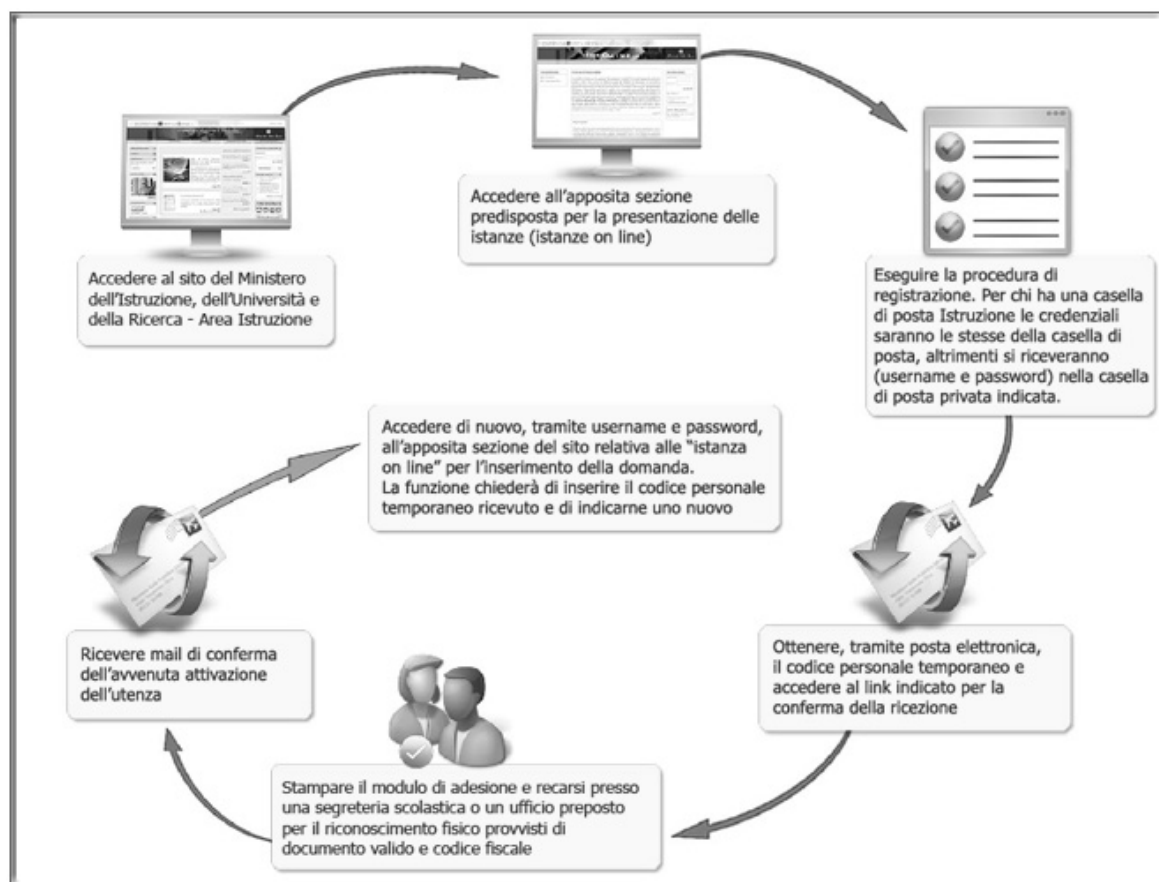 Accedere al sito del Ministero
dell'Istruzione, dell'Università e
della Ricerca - Area Istruzione
Accedere all'apposita sezione
predisposta per la presentazione delle
istanze (istanze on line)
Eseguire la procedura di
registrazione. Per chi ha una casella
di posta Istruzione le credenziali
saranno le stesse della casella di
posta, altrimenti si riceveranno
(username e password) nella casella
di posta privata indicata.
Ottenere, tramite posta elettronica,
il codice personale temporaneo e
accedere al link indicato per la
conferma della ricezione
Stampare il modulo di adesione e recarsi presso
una segreteria scolastica o un ufficio preposto
per il riconoscimento fisico provvisti di
documento valido e codice fiscale
Ricevere mail di conferma
dell'avvenuta attivazione
dell'utenza
Accedere di nuovo, tramite username e password,
all'apposita sezione del sito relativa alle "istanza
on line" per l'inserimento della domanda.
La funzione chiederà di inserire il codice personale
temporaneo ricevuto e di indicarne uno nuovo